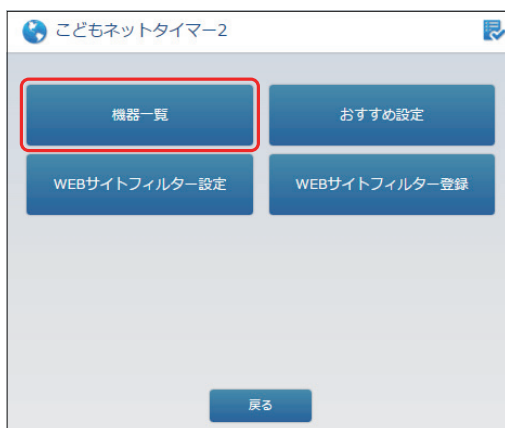 こどもネットタイマー2
機器一覧
おすすめ設定
WEBサイトフィルター設定
WEBサイトフィルター登録
戻る